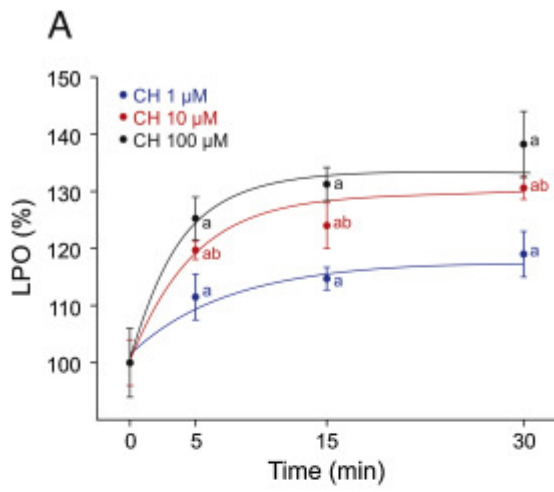 A
150
140
130
120
110
100
LPO (%)
CH 1 µM
CH 10 µM
CH 100 µM
a
a
a
a
ab
ab
ab
a
a
a
0
5
15
30
Time (min)